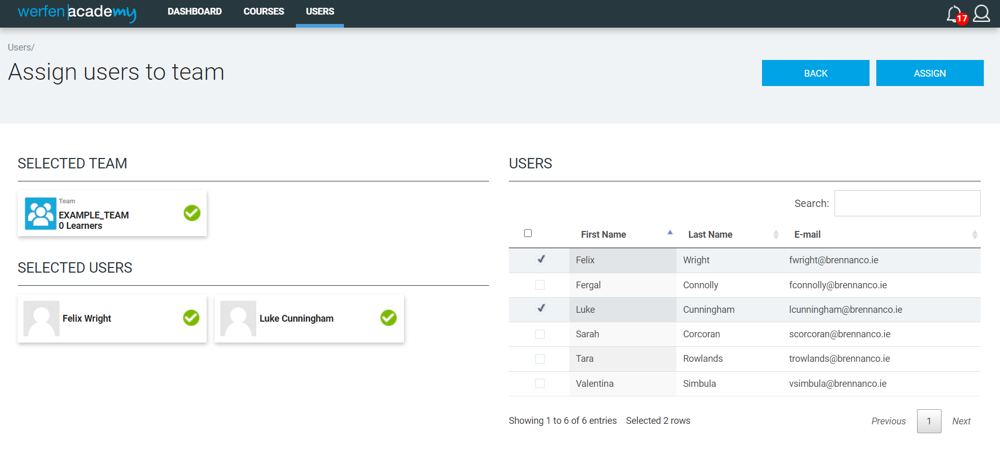 werfen academy
DASHBOARD
COURSES
USERS
17
Users/
Assign users to team
BACK
ASSIGN
SELECTED TEAM
Team
EXAMPLE_TEAM
0 Learners
SELECTED USERS
Felix Wright
Luke Cunningham
USERS
Search:
First Name Last Name E-mail
Felix Wright fwright@brennanco.ie
Fergal Connolly fconnolly@brennanco.ie
Luke Cunningham lcunningham@brennanco.ie
Sarah Corcoran scorcoran@brennanco.ie
Tara Rowlands trowlands@brennanco.ie
Valentina Simbula vsimbula@brennanco.ie
Showing 1 to 6 of 6 entries Selected 2 rows
Previous 1 Next